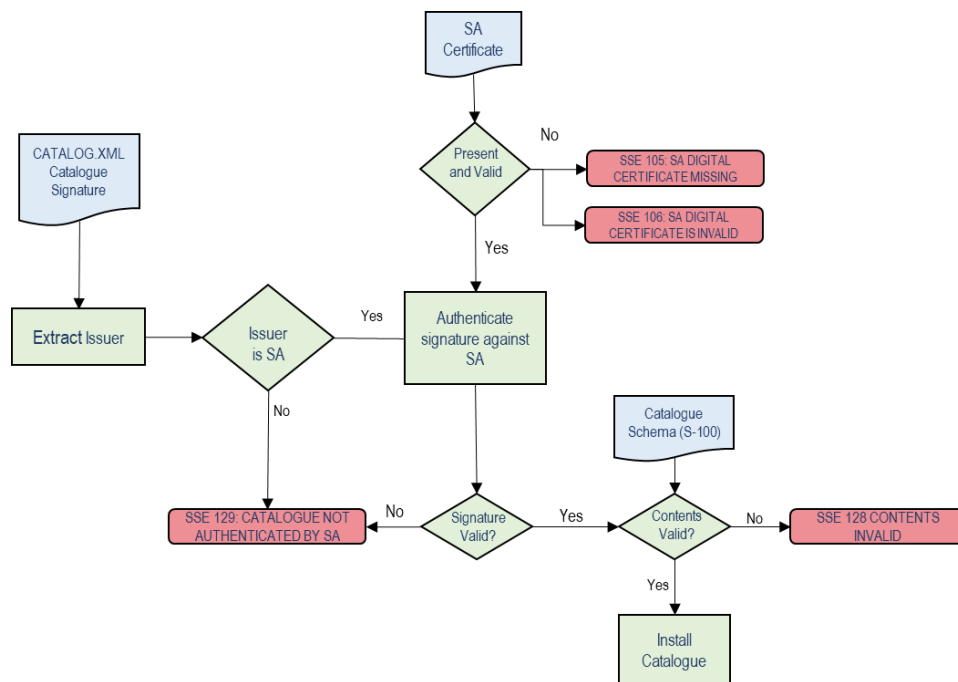 SA
Certificate
CATALOG.XML
Catalogue
Signature
Present
and Valid
No
SSE 105: SA DIGITAL
CERTIFICATE MISSING
SSE 106: SA DIGITAL
CERTIFICATE IS INVALID
Yes
Extract Issuer
Issuer
is SA
Yes
Authenticate
signature against
SA
No
Catalogue
Schema (S-100)
SSE 129: CATALOGUE NOT
AUTHENTICATED BY SA
No
Signature
Valid?
Yes
Contents
Valid?
No
SSE 128 CONTENTS
INVALID
Yes
Install
Catalogue